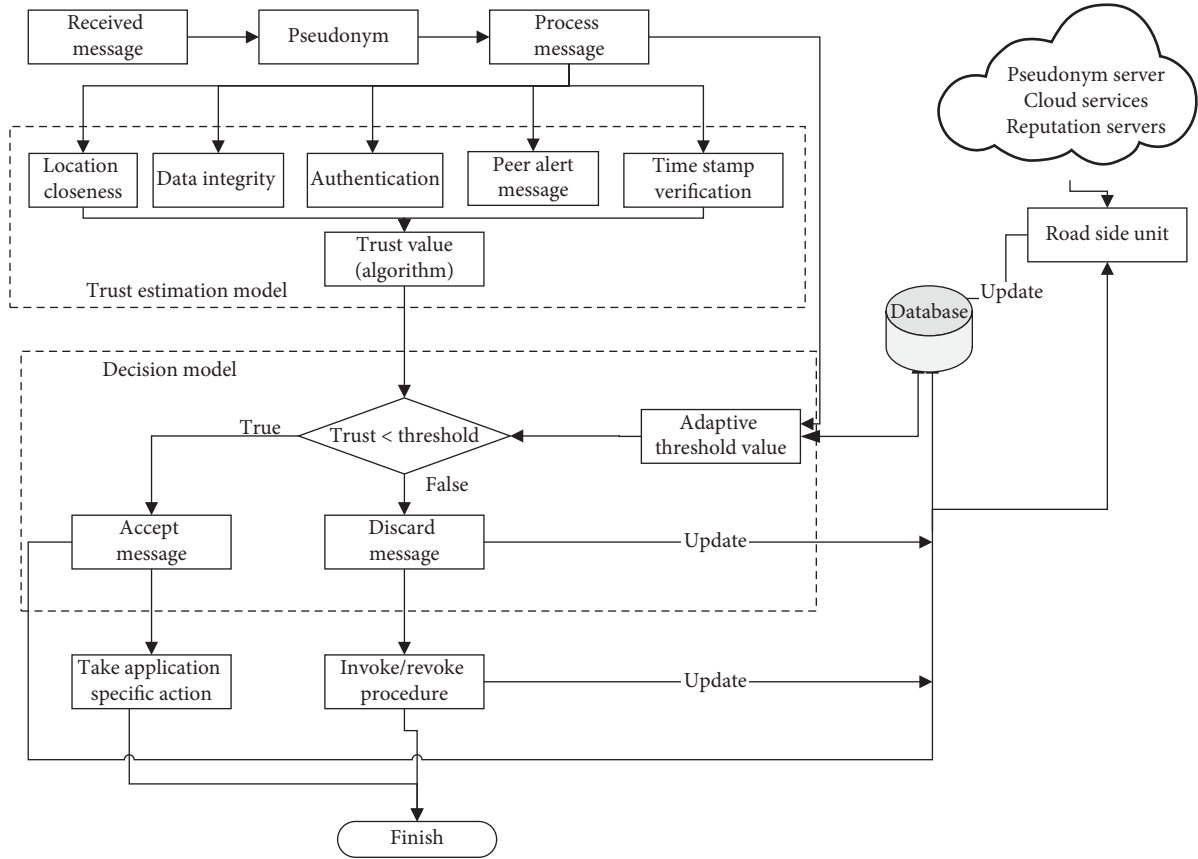 Received
message
Pseudonym
Process
message
Pseudonym server
Cloud services
Reputation servers
Location
closeness
Data integrity
Authentication
Peer alert
message
Time stamp
verification
Trust value
(algorithm)
Trust estimation model
Road side unit
Update
Database
Decision model
True
Trust < threshold
False
Adaptive
threshold value
Accept
message
Discard
message
Update
Take application
specific action
Invoke/revoke
procedure
Update
Finish